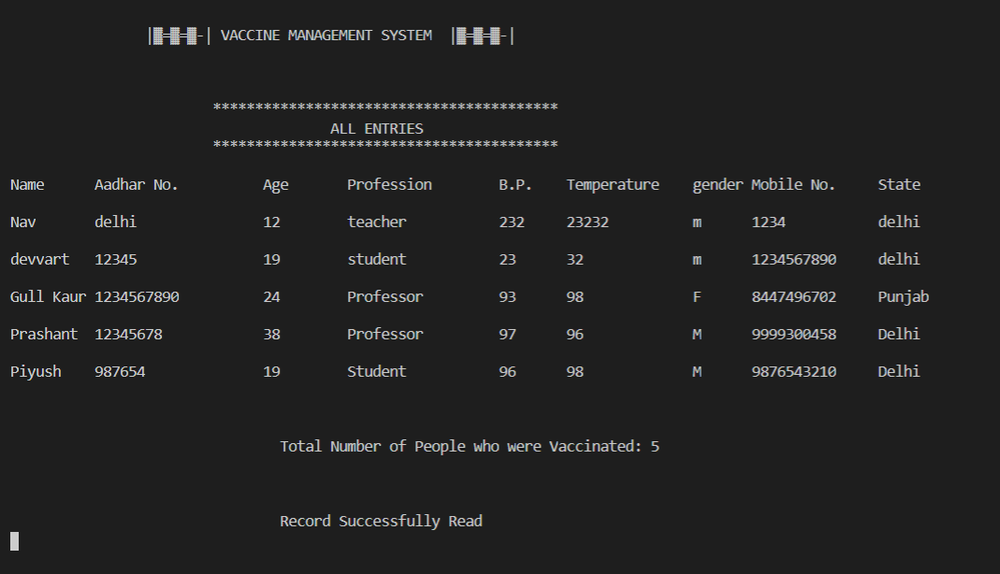 |▓=▓=▓-| VACCINE MANAGEMENT SYSTEM |▓=▓=▓-|
*****************************************
ALL ENTRIES
*****************************************
Name Aadhar No. Age Profession B.P. Temperature gender Mobile No. State
Nav delhi 12 teacher 232 23232 m 1234 delhi
devvart 12345 19 student 23 32 m 1234567890 delhi
Gull Kaur 1234567890 24 Professor 93 98 F 8447496702 Punjab
Prashant 12345678 38 Professor 97 96 M 9999300458 Delhi
Piyush 987654 19 Student 96 98 M 9876543210 Delhi
Total Number of People who were Vaccinated: 5
Record Successfully Read